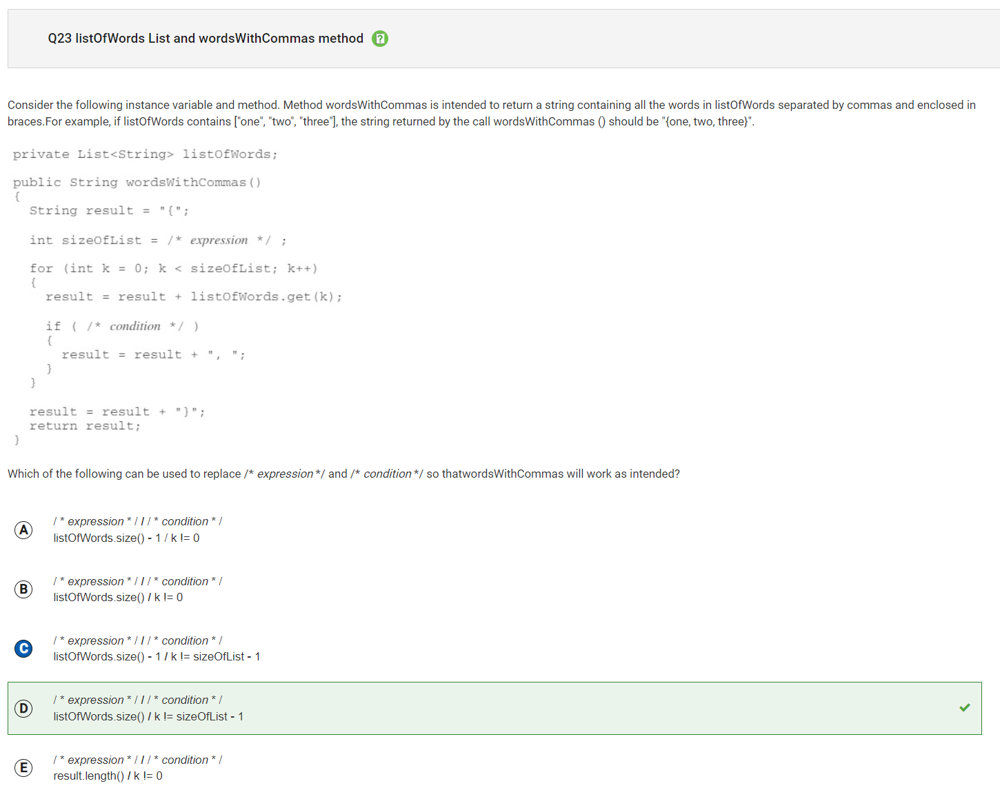 Q23 listOfWords List and wordsWithCommas method
Consider the following instance variable and method. Method wordsWithCommas is intended to return a string containing all the words in listOfWords separated by commas and enclosed in
braces.For example, if listOfWords contains ["one", "two", "three"], the string returned by the call wordsWithCommas () should be "{one, two, three}".
private List<String> listOfWords;
public String wordsWithCommas()
{
String result = "{";
int sizeOfList = /* expression */ ;
for (int k = 0; k < sizeOfList; k++)
{
result = result + listOfWords.get(k);
if ( /* condition */ )
{
result = result + ", ";
}
}
result = result + "}";
return result;
}
Which of the following can be used to replace /* expression */ and /* condition */ so thatwordsWithCommas will work as intended?
A
/ * expression * / / / * condition * /
listOfWords.size() - 1 / k != 0
B
/ * expression * / / / * condition * /
listOfWords.size() / k != 0
C
/ * expression * / / / * condition * /
listOfWords.size() - 1 / k != sizeOfList - 1
D
/ * expression * / / / * condition * /
listOfWords.size() / k != sizeOfList - 1
E
/ * expression * / / / * condition * /
result.length() / k != 0